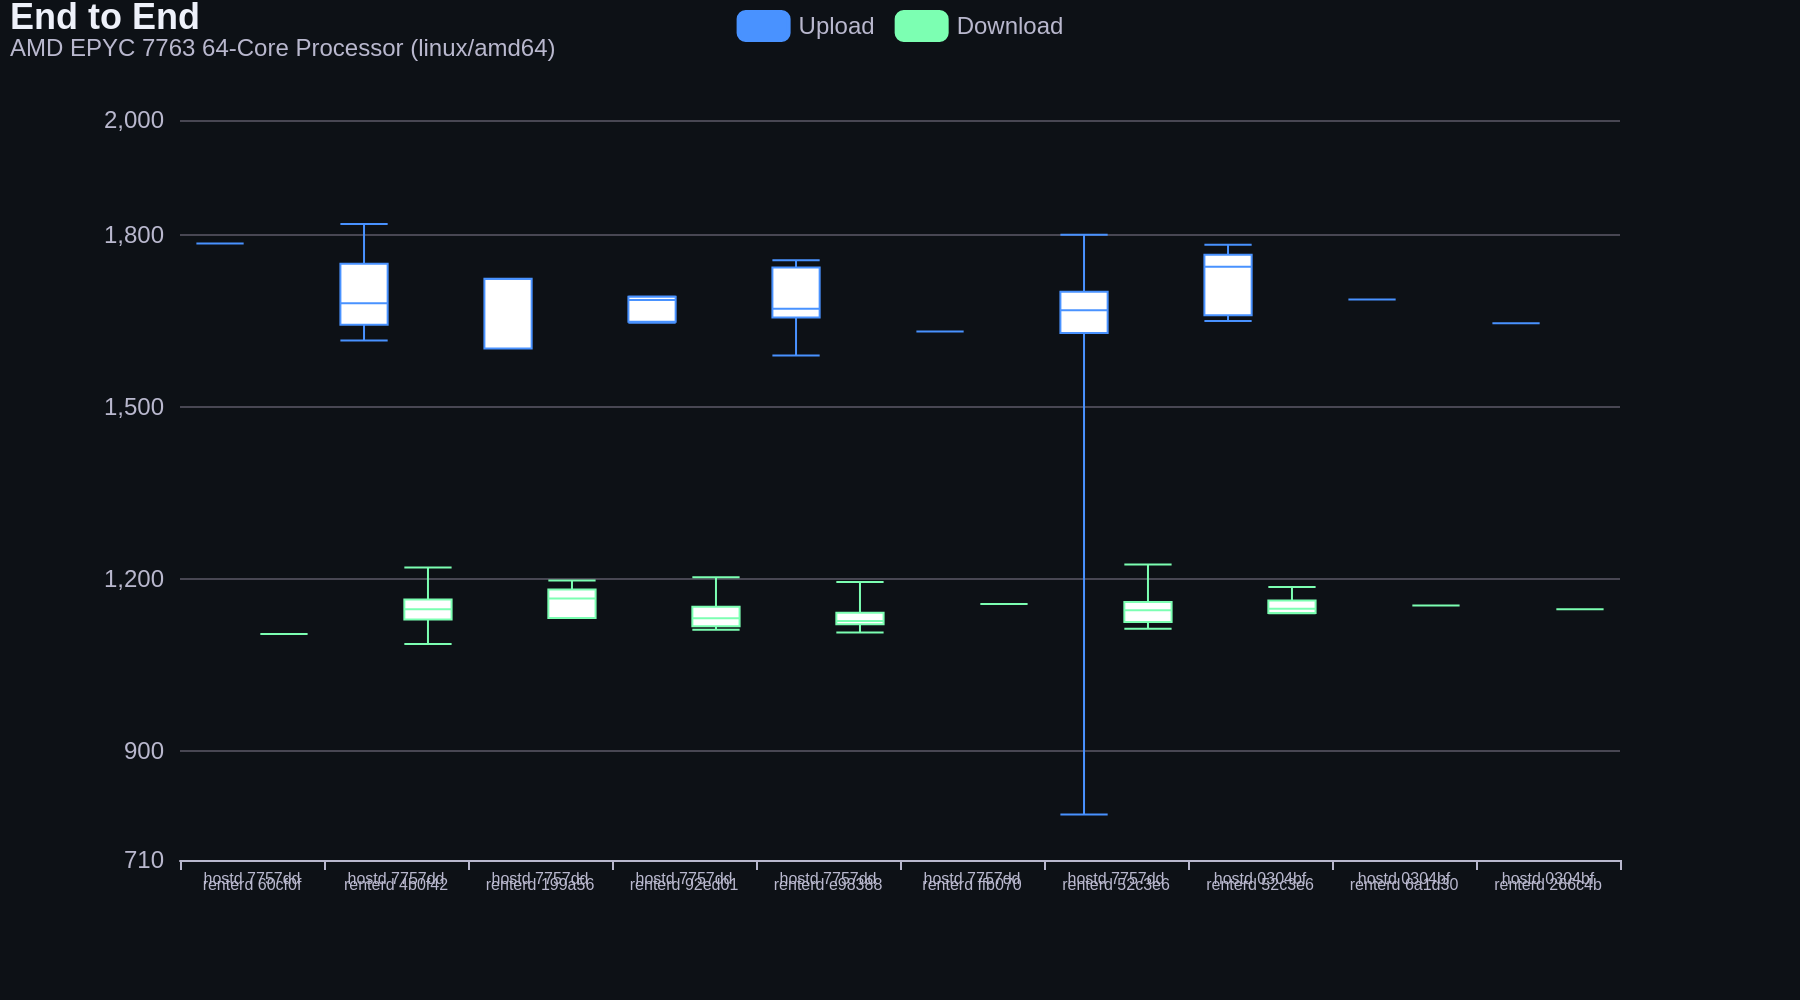 End to End
AMD EPYC 7763 64-Core Processor (linux/amd64)
Upload
Download
2,000
1,800
1,500
1,200
900
710
hostd 7757dd
renterd 60cf0f
hostd 7757dd
renterd 4b0f42
hostd 7757dd
renterd 199a56
hostd 7757dd
renterd 92ed01
hostd 7757dd
renterd
hostd 7757dd
renterd
hostd 7757dd
renterd 52c3e6
hostd 0304bf
renterd 52c3e6
hostd 0304bf
renterd 6a1d30
hostd 0304bf
renterd 266c4b